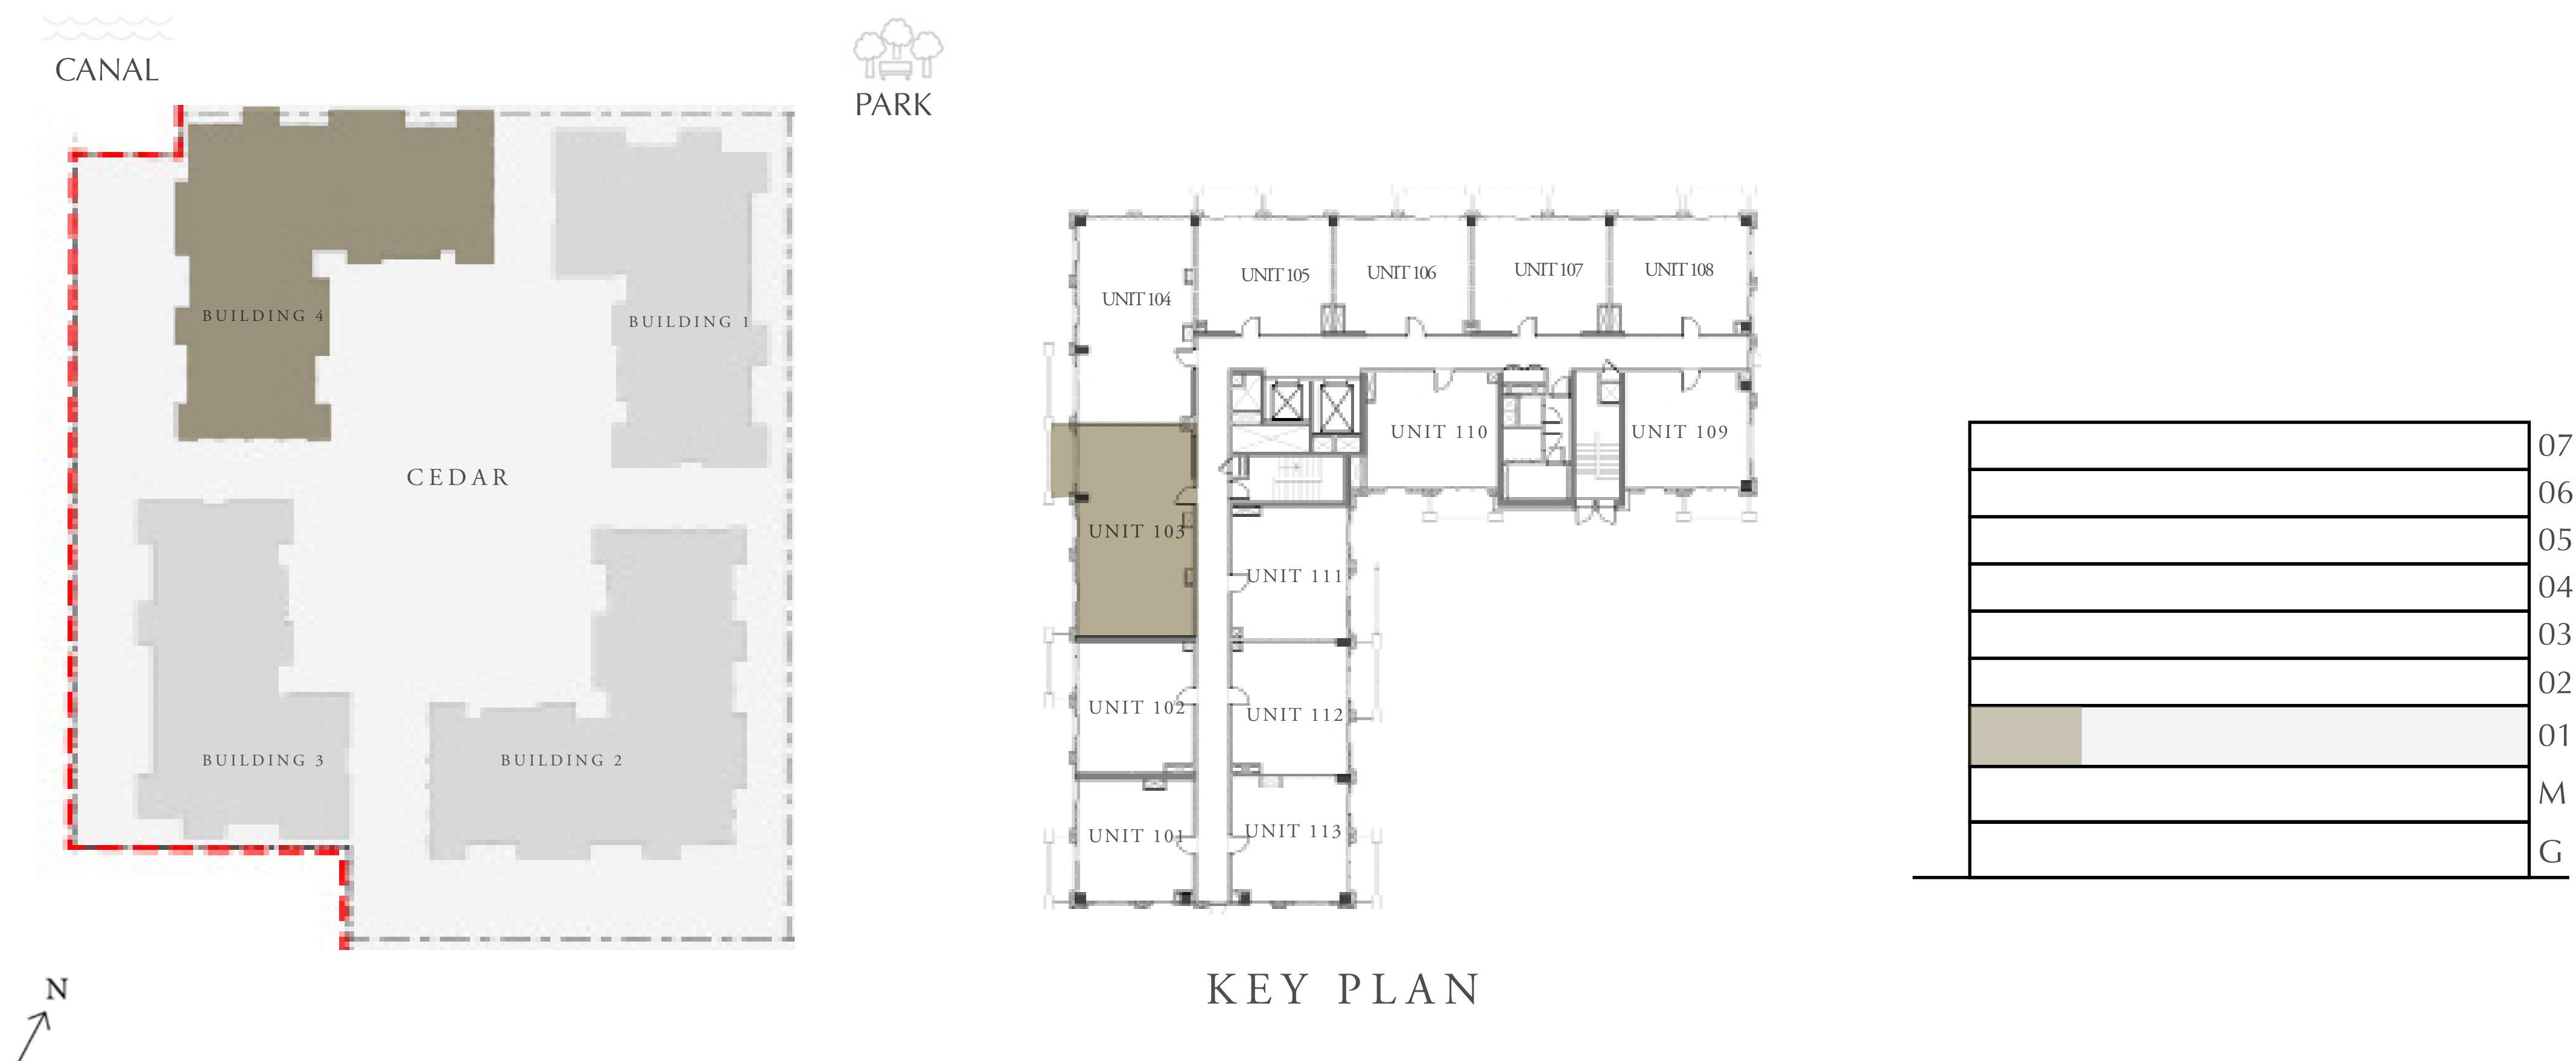 CANAL
PARK
BUILDING 4
BUILDING 1
CEDAR
BUILDING 3
BUILDING 2
N
UNIT 104
UNIT 105
UNIT 106
UNIT 107
UNIT 108
UNIT 110
UNIT 109
UNIT 103
UNIT 111
UNIT 102
UNIT 112
UNIT 101
UNIT 113
KEY PLAN
07
06
05
04
03
02
01
M
G